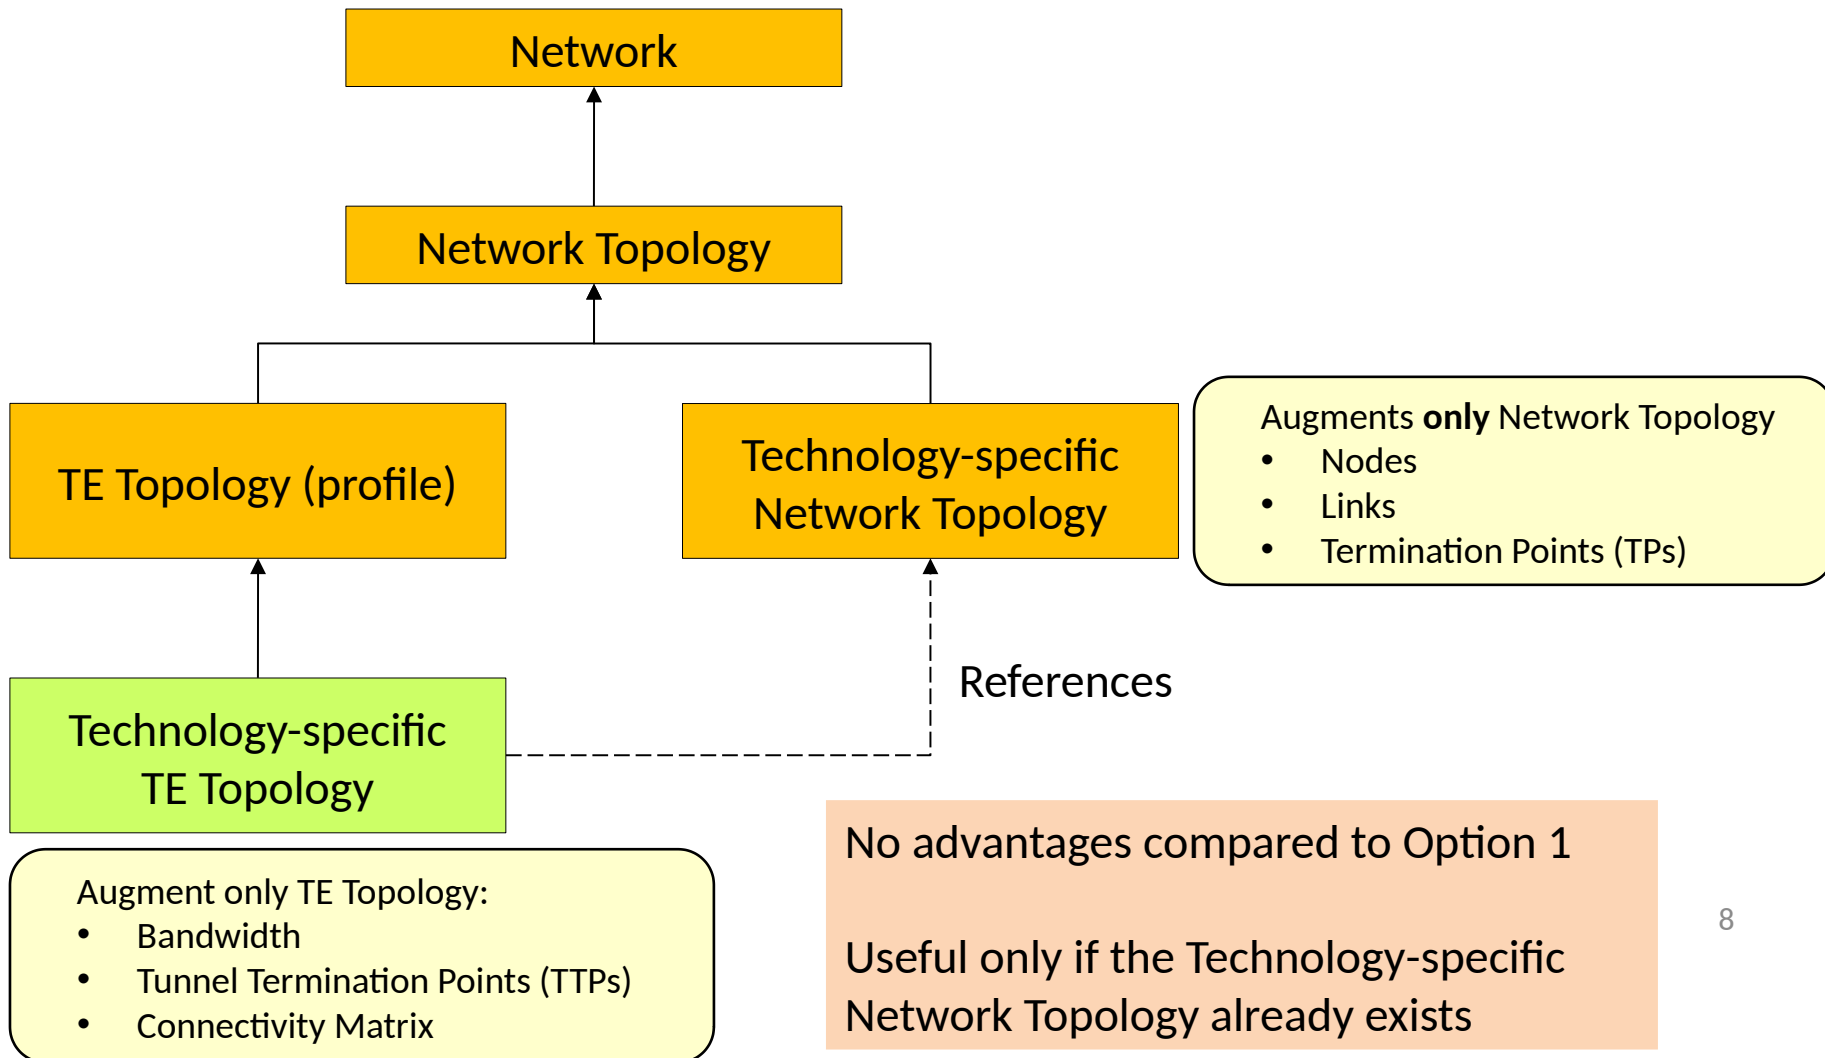 Network
Network Topology
TE Topology (profile)
Technology-specific
Network Topology
Augments only Network Topology
• Nodes
• Links
• Termination Points (TPs)
References
Technology-specific
TE Topology
Augment only TE Topology:
• Bandwidth
• Tunnel Termination Points (TTPs)
• Connectivity Matrix
No advantages compared to Option 1
Useful only if the Technology-specific
Network Topology already exists
8